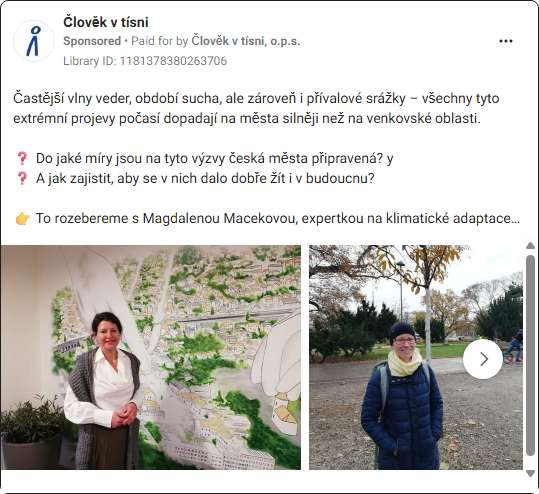 Člověk v tísni
Sponsored • Paid for by Člověk v tísni, o.p.s.
Library ID: 1181378380263706
Častější vlny veder, období sucha, ale zároveň i přívalové srážky – všechny tyto
extrémní projevy počasí dopadají na města silněji než na venkovské oblasti.
❓ Do jaké míry jsou na tyto výzvy česká města připravená? y
❓ A jak zajistit, aby se v nich dalo dobře žít i v budoucnu?
👉 To rozebereme s Magdalenou Macekovou, expertkou na klimatické adaptace...